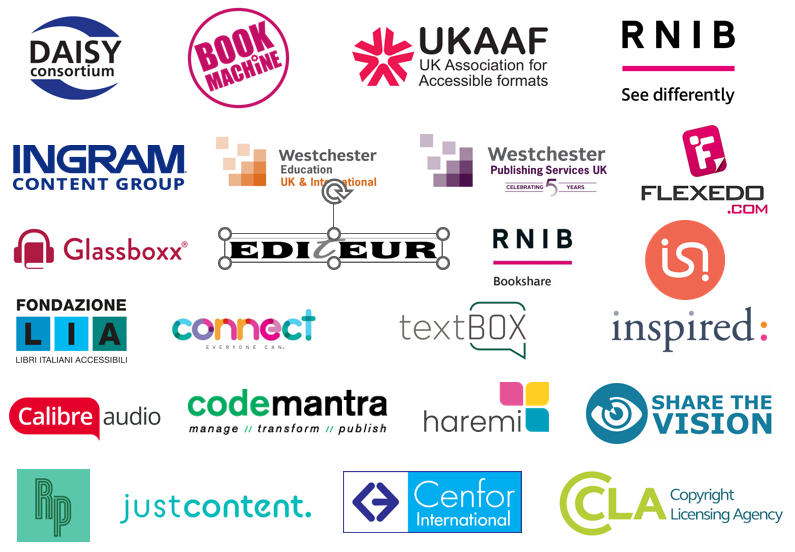 DAISY
consortium
BOOK
MACHINE
UKAAF
UK Association for
Accessible formats
RNIB
See differently
INGRAM
CONTENT GROUP
Westchester
Education
UK & International
Westchester
Publishing Services UK
CELEBRATING 5 YEARS
F
FLEXEDO
.COM
Glassboxx®
EDItEUR
RNIB
Bookshare
is!
FONDAZIONE
LIA
LIBRI ITALIANI ACCESSIBILI
connect
EVERYONE CAN.
textBOX
inspired:
Calibre audio
codemantra
manage // transform // publish
haremi
SHARE THE
VISION
RP
justcontent.
Cenfor
International
CLA
Copyright
Licensing Agency